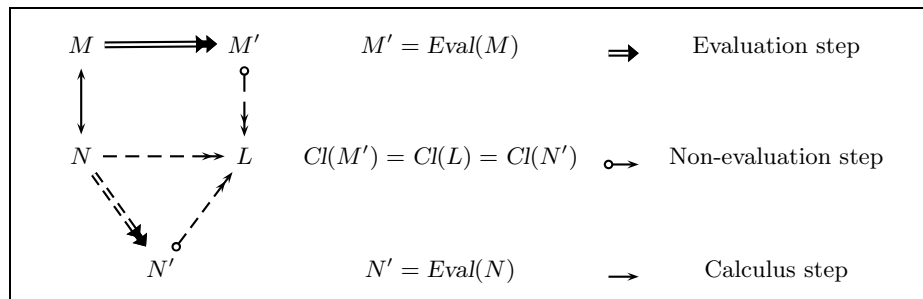 M M′ M′ = Eval(M) Evaluation step
N L Cl(M′) = Cl(L) = Cl(N′) Non-evaluation step
N′ N′ = Eval(N) Calculus step